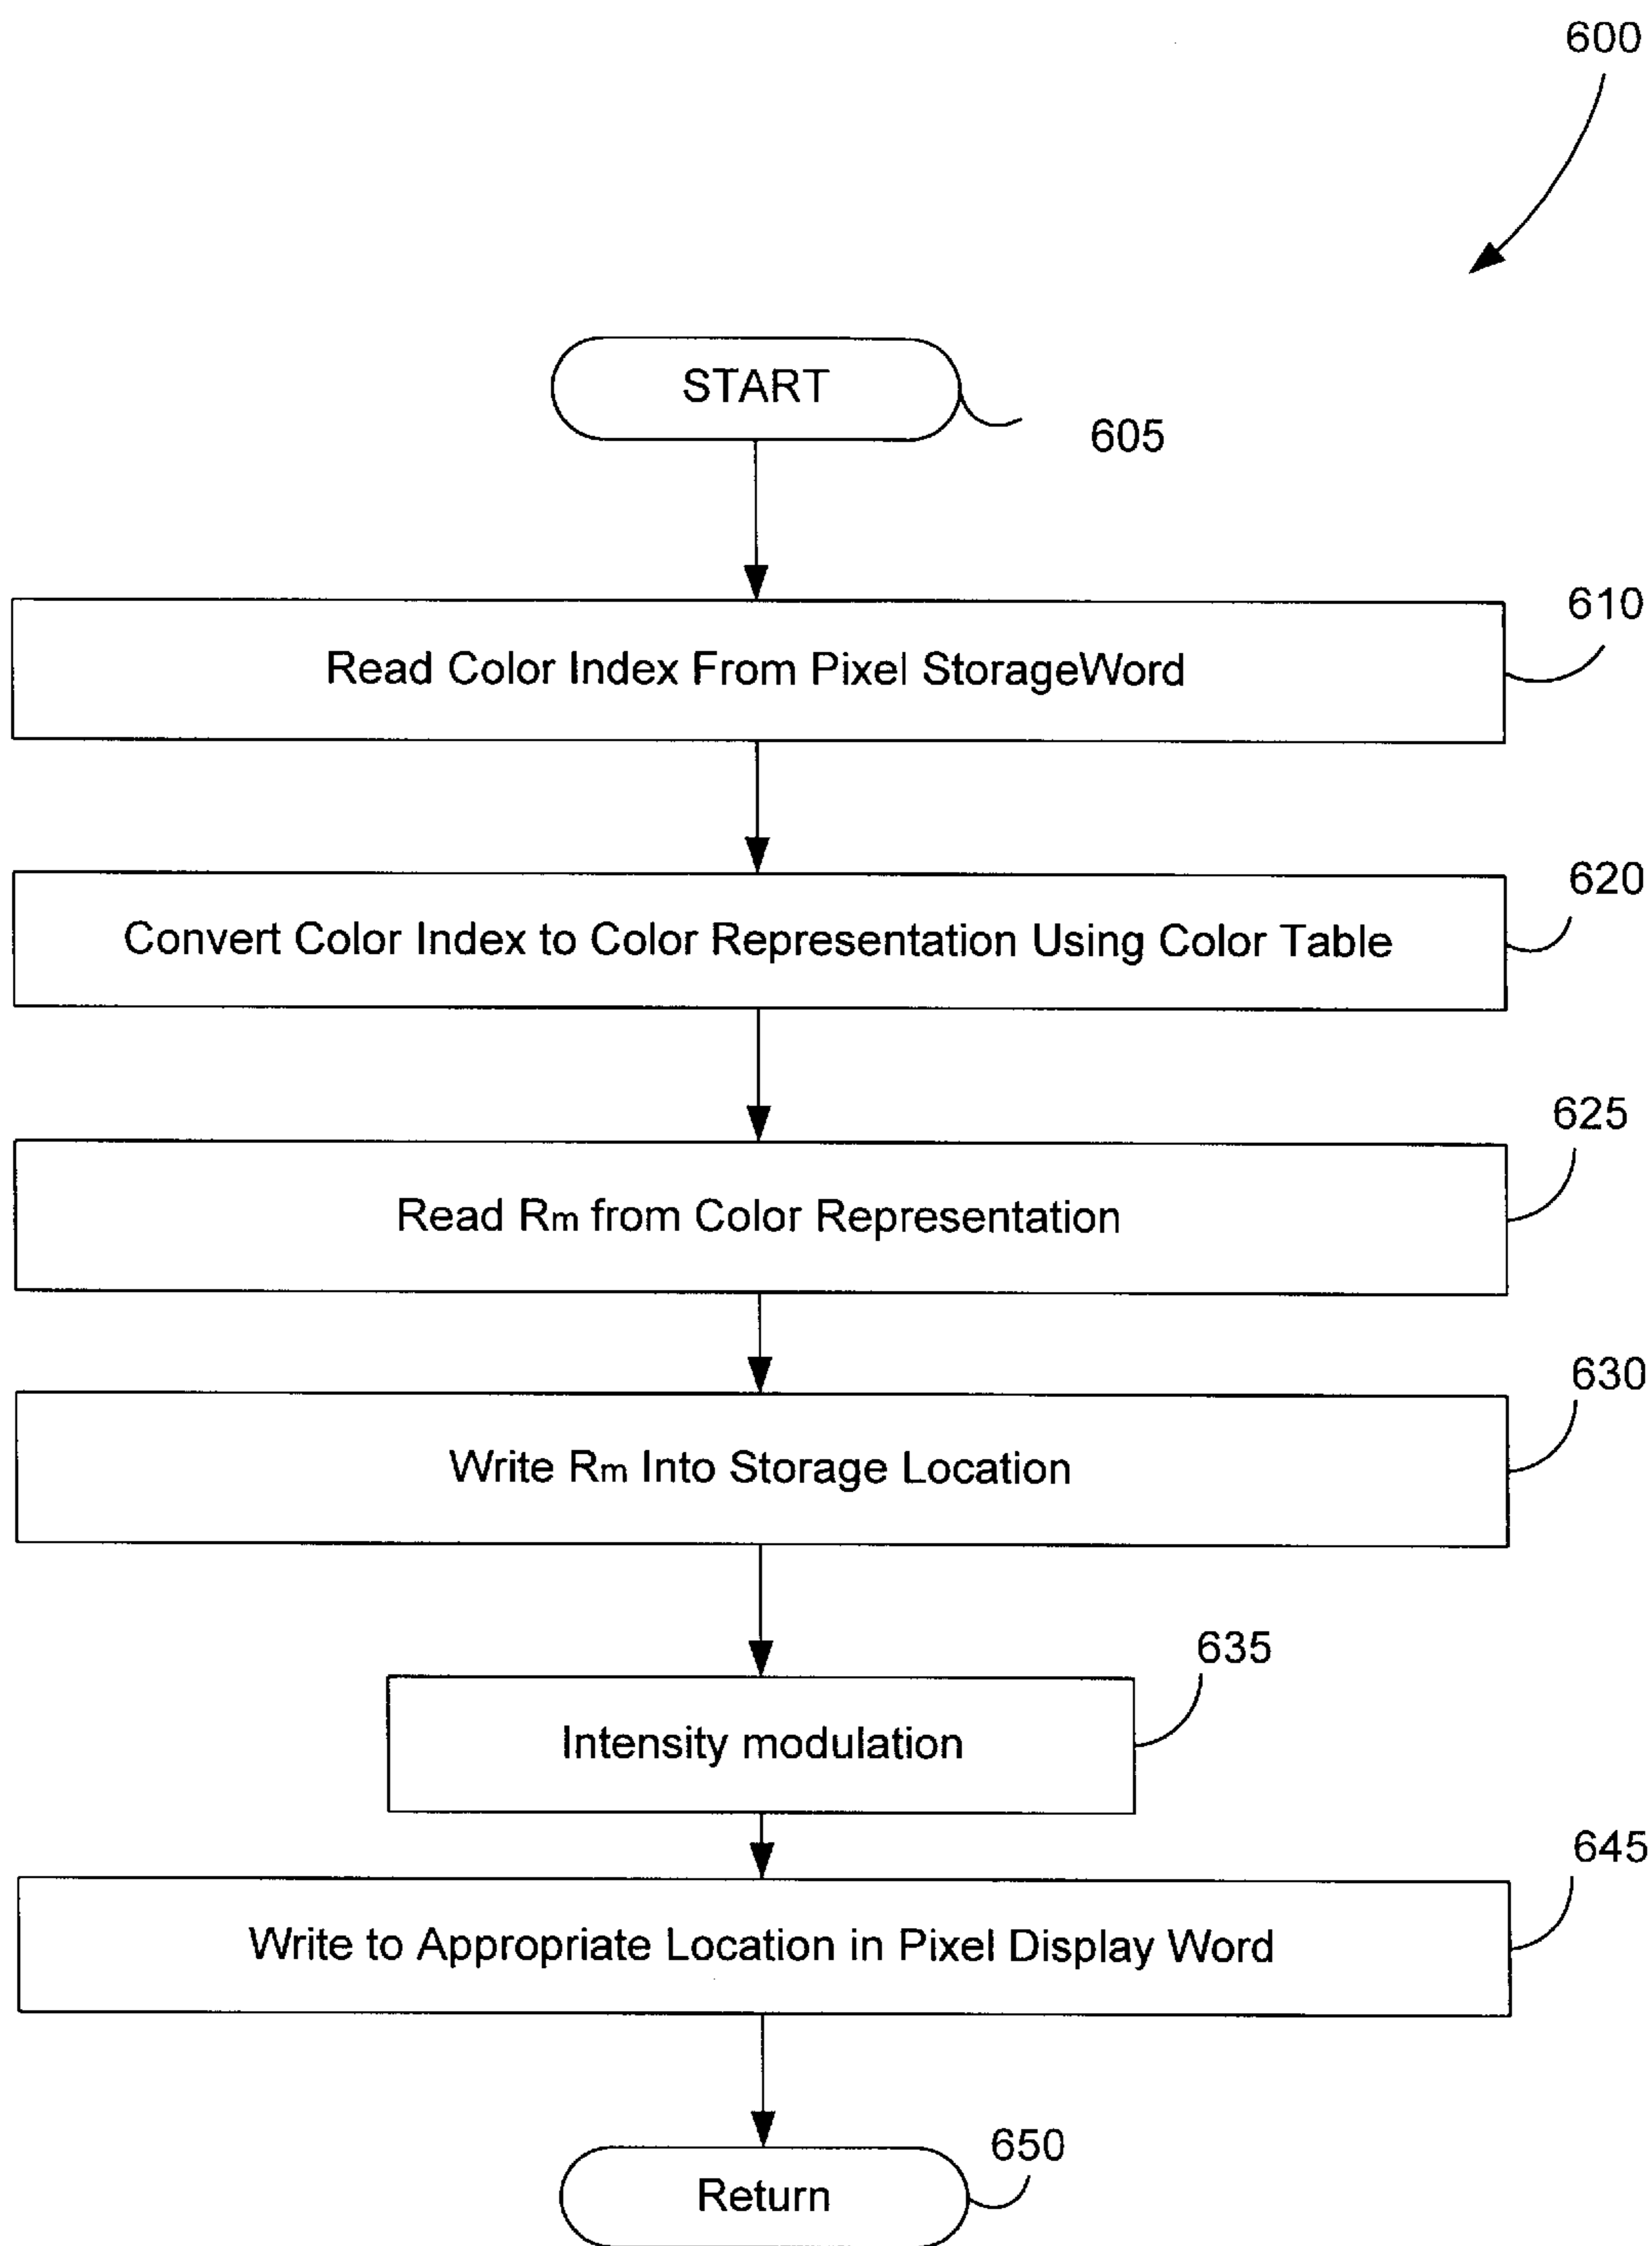 600
START
605
610
Read Color Index From Pixel StorageWord
620
Convert Color Index to Color Representation Using Color Table
625
Read Rm from Color Representation
630
Write Rm Into Storage Location
635
Intensity modulation
645
Write to Appropriate Location in Pixel Display Word
650
Return